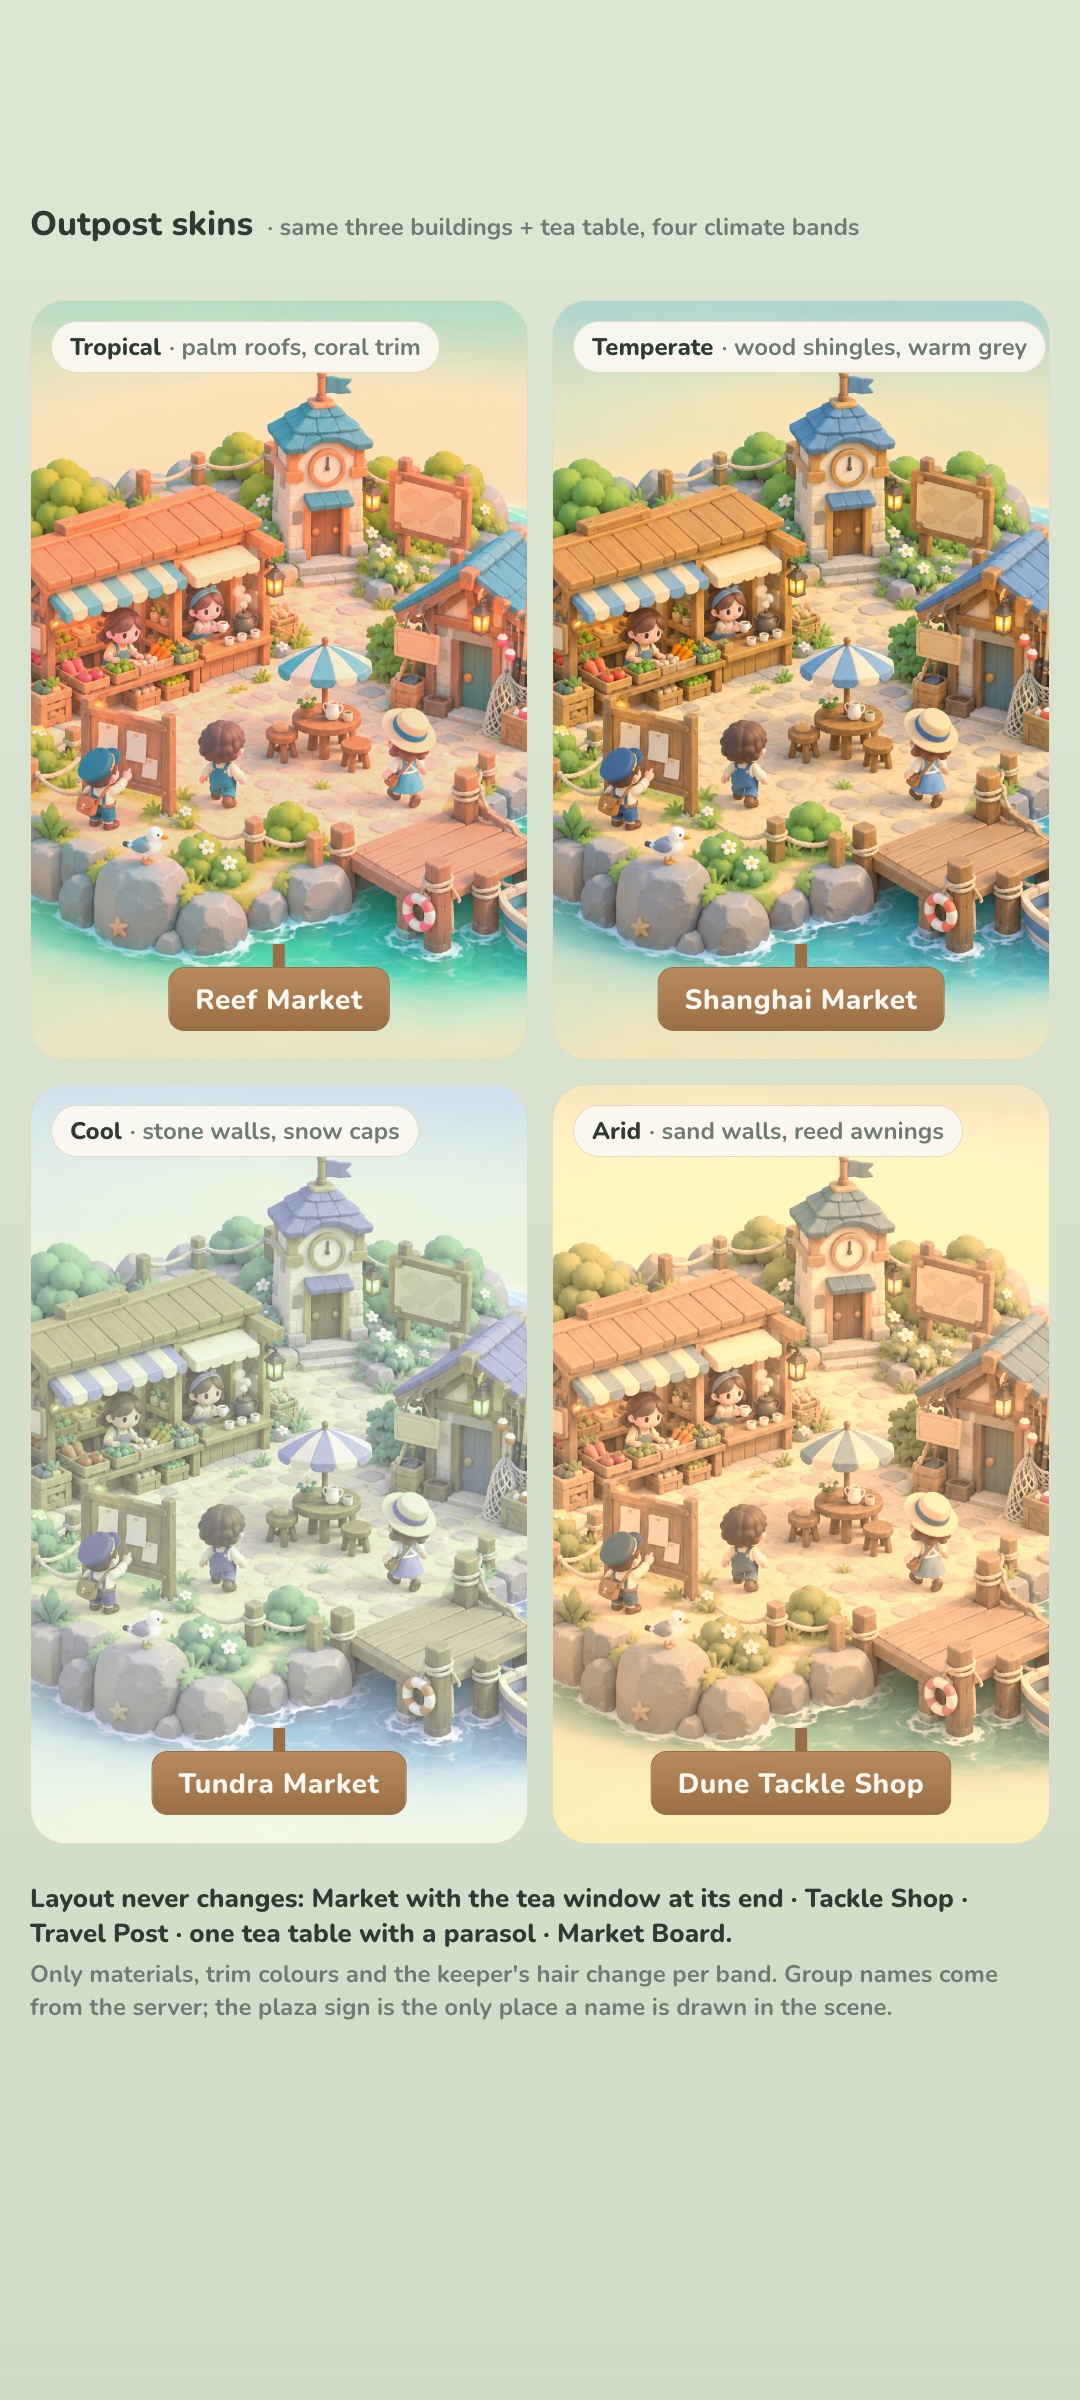 Outpost skins · same three buildings + tea table, four climate bands
Tropical · palm roofs, coral trim
Temperate · wood shingles, warm grey
Reef Market
Shanghai Market
Cool · stone walls, snow caps
Arid · sand walls, reed awnings
Tundra Market
Dune Tackle Shop
Layout never changes: Market with the tea window at its end · Tackle Shop ·
Travel Post · one tea table with a parasol · Market Board.
Only materials, trim colours and the keeper's hair change per band. Group names come
from the server; the plaza sign is the only place a name is drawn in the scene.